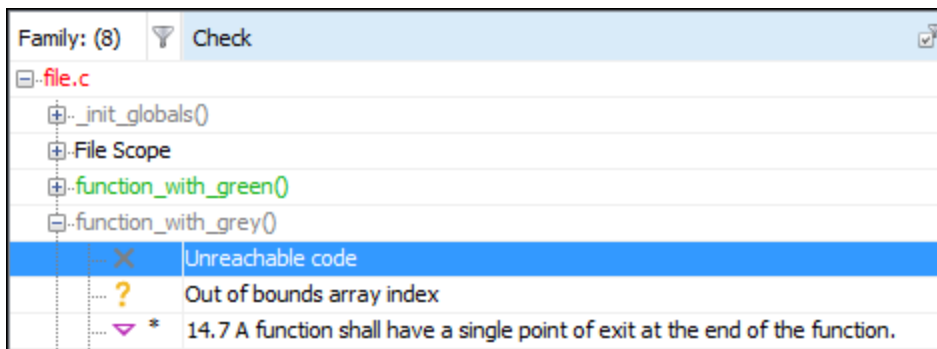 Family: (8) Check
file.c
_init_globals()
File Scope
function_with_green()
function_with_grey()
Unreachable code
? Out of bounds array index
* 14.7 A function shall have a single point of exit at the end of the function.